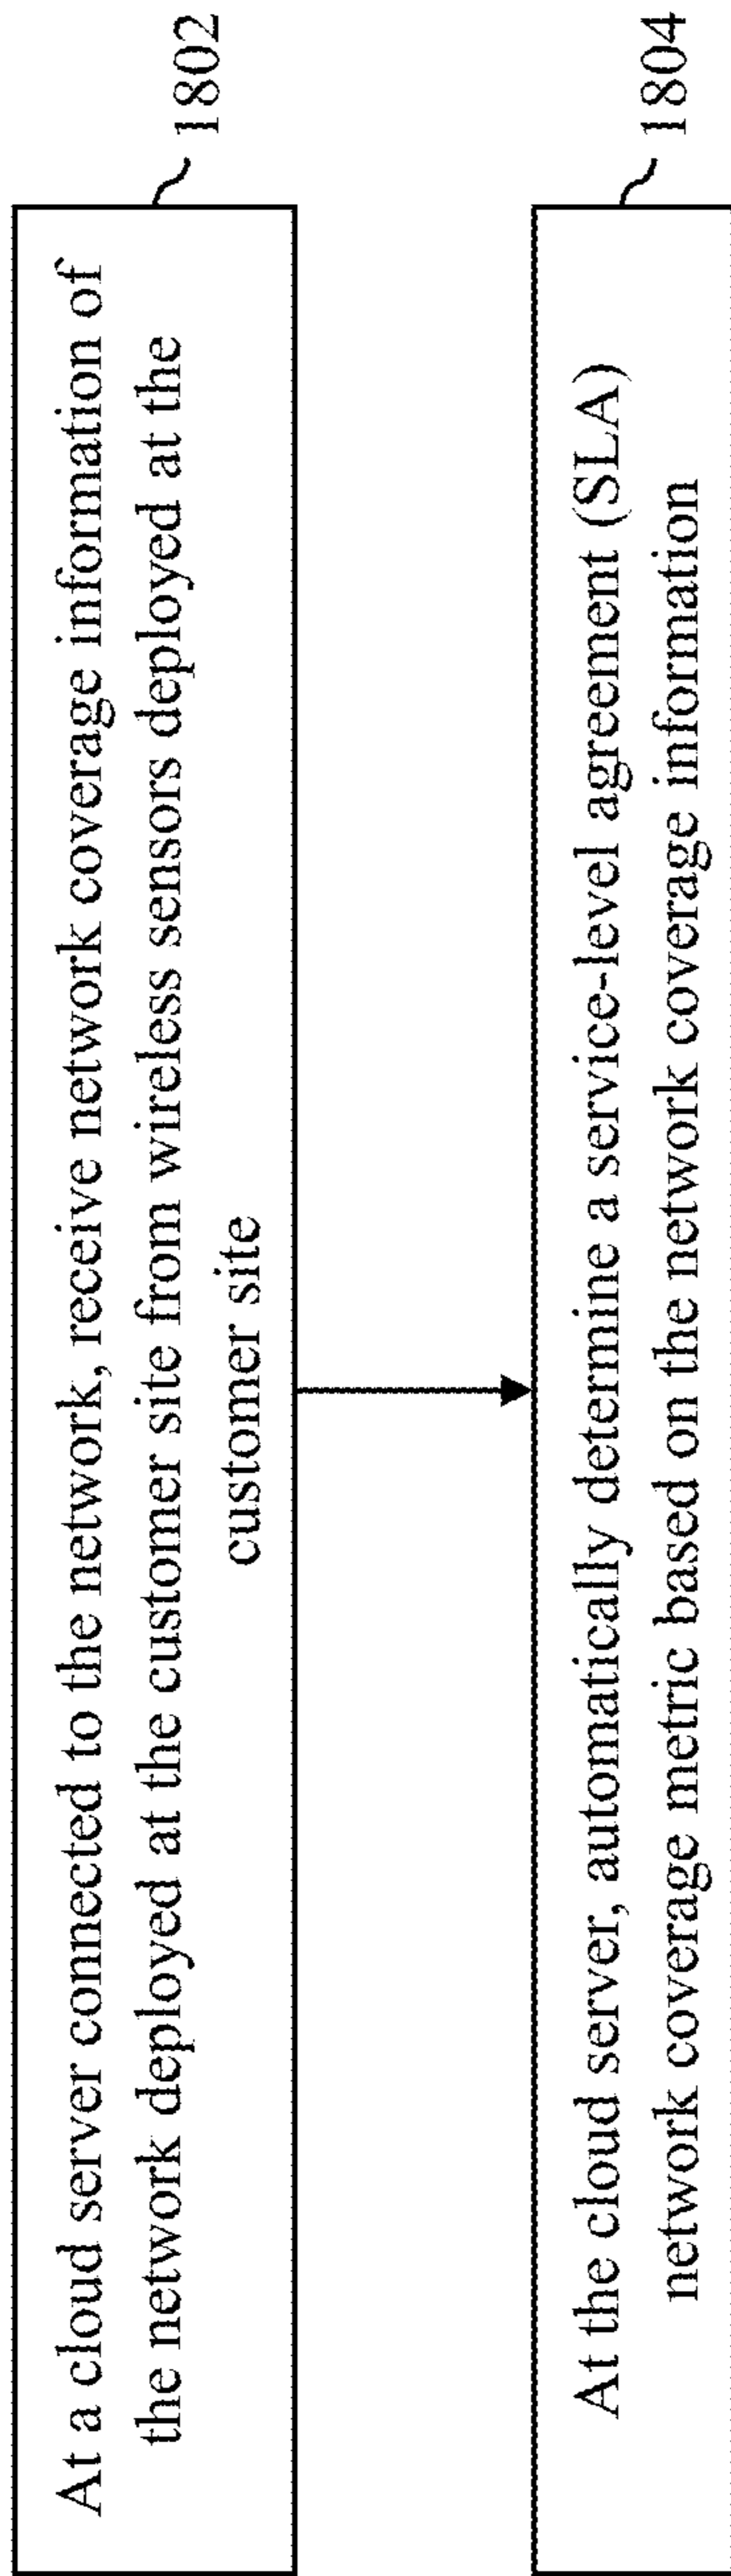 At a cloud server connected to the network, receive network coverage information of
the network deployed at the customer site from wireless sensors deployed at the
customer site
1802
At the cloud server, automatically determine a service-level agreement (SLA)
network coverage metric based on the network coverage information
1804